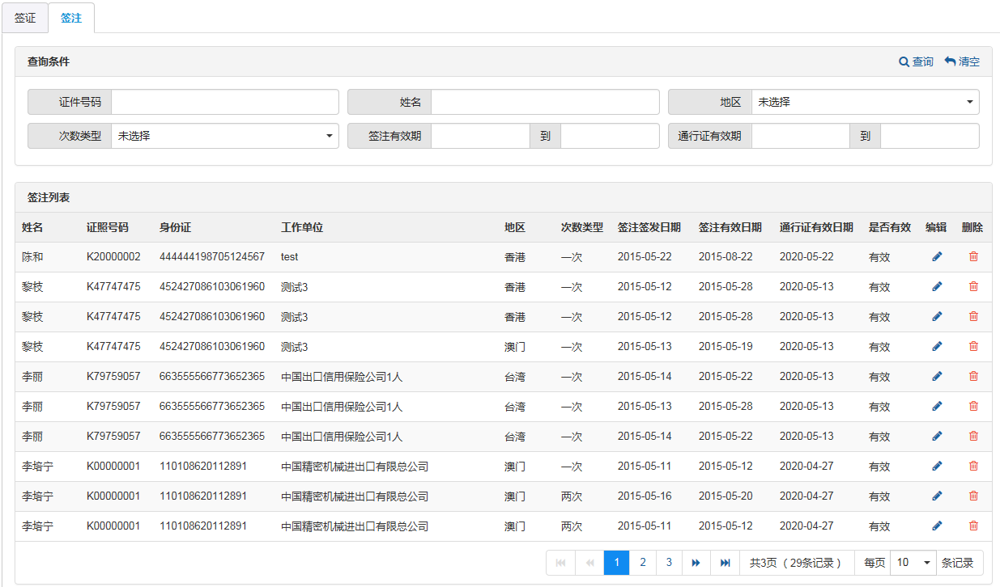 签证 签注
查询条件 查询 清空
证件号码 姓名 地区 未选择
次数类型 未选择 签注有效期 到 通行证有效期 到
签注列表
姓名 证照号码 身份证 工作单位 地区 次数类型 签注签发日期 签注有效日期 通行证有效日期 是否有效 编辑 删除
陈和 K20000002 444444198705124567 test 香港 一次 2015-05-22 2015-08-22 2020-05-22 有效
黎枝 K47747475 452427086103061960 测试3 香港 一次 2015-05-12 2015-05-28 2020-05-13 有效
黎枝 K47747475 452427086103061960 测试3 香港 一次 2015-05-12 2015-05-28 2020-05-13 有效
黎枝 K47747475 452427086103061960 测试3 澳门 一次 2015-05-13 2015-05-19 2020-05-13 有效
李丽 K79759057 663555566773652365 中国出口信用保险公司1人 台湾 一次 2015-05-14 2015-05-22 2020-05-13 有效
李丽 K79759057 663555566773652365 中国出口信用保险公司1人 台湾 一次 2015-05-13 2015-05-28 2020-05-13 有效
李丽 K79759057 663555566773652365 中国出口信用保险公司1人 台湾 一次 2015-05-14 2015-05-22 2020-05-13 有效
李培宁 K00000001 110108620112891 中国精密机械进出口有限总公司 澳门 一次 2015-05-11 2015-05-12 2020-04-27 有效
李培宁 K00000001 110108620112891 中国精密机械进出口有限总公司 澳门 两次 2015-05-16 2015-05-20 2020-04-27 有效
李培宁 K00000001 110108620112891 中国精密机械进出口有限总公司 澳门 两次 2015-05-11 2015-05-12 2020-04-27 有效
1 2 3 共3页（29条记录） 每页 10 条记录